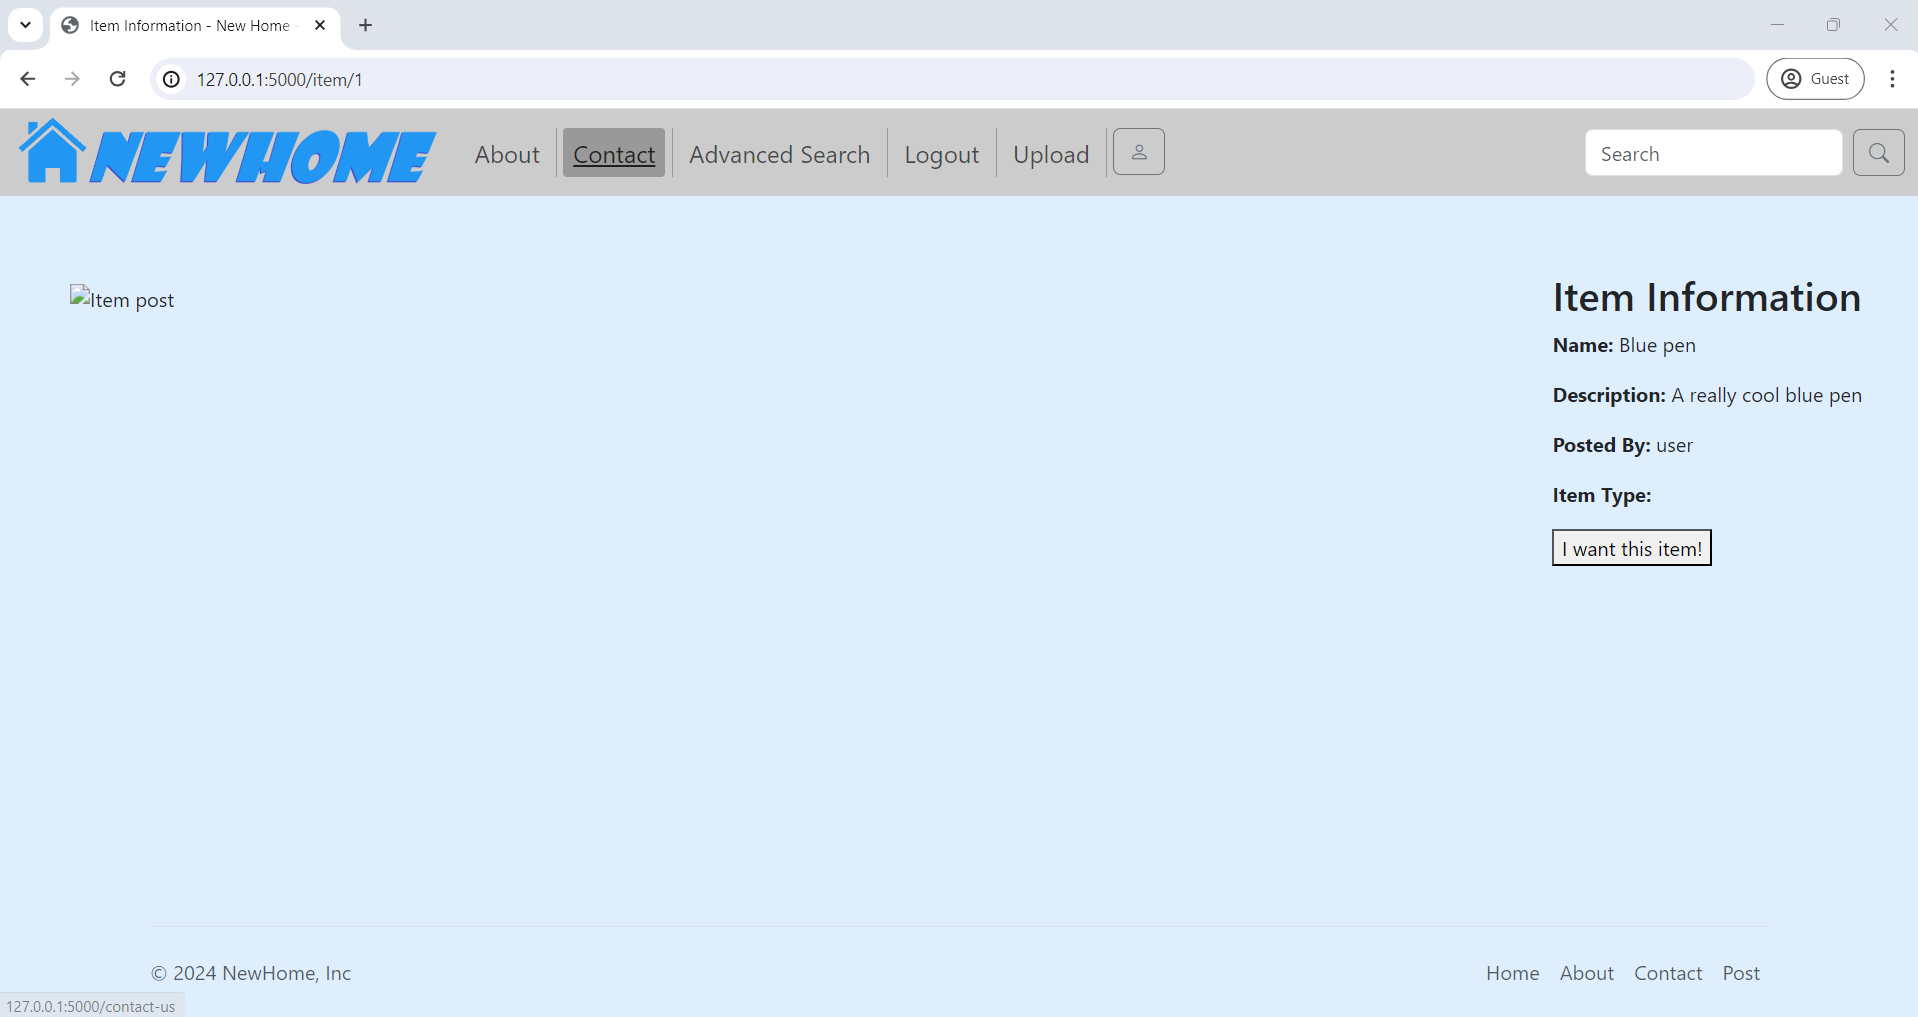 Item Information - New Home -
127.0.0.1:5000/item/1
Guest
NEWHOME
About
Contact
Advanced Search
Logout
Upload
Search
Item post
Item Information
Name: Blue pen
Description: A really cool blue pen
Posted By: user
Item Type:
I want this item!
© 2024 NewHome, Inc
Home About Contact Post
127.0.0.1:5000/contact-us